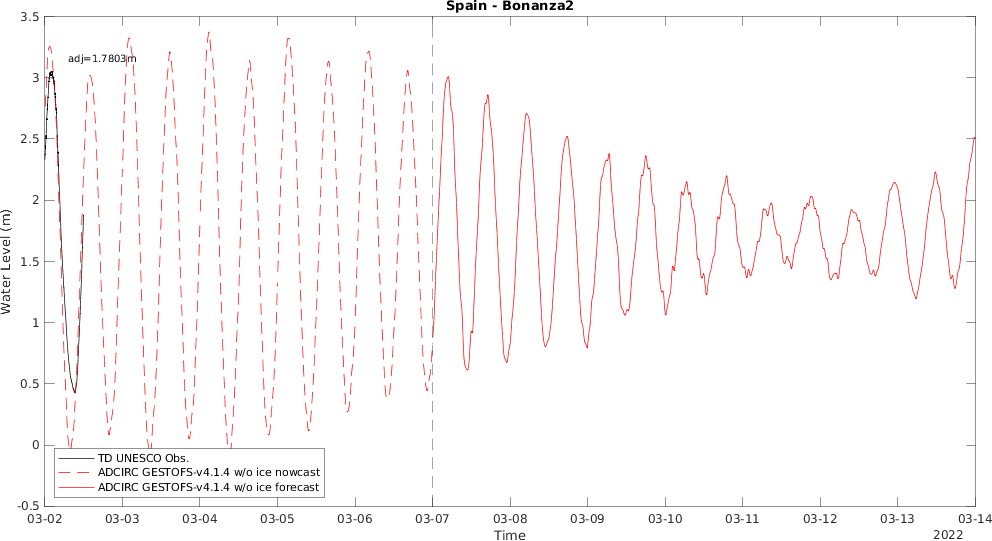 Spain - Bonanza2
adj=1.7803m
Water Level (m)
3.5
3
2.5
2
1.5
1
0.5
0
-0.5
TD UNESCO Obs.
ADCIRC GESTOFS-v4.1.4 w/o ice nowcast
ADCIRC GESTOFS-v4.1.4 w/o ice forecast
03-02 03-03 03-04 03-05 03-06 03-07 03-08 03-09 03-10 03-11 03-12 03-13 03-14
Time
2022